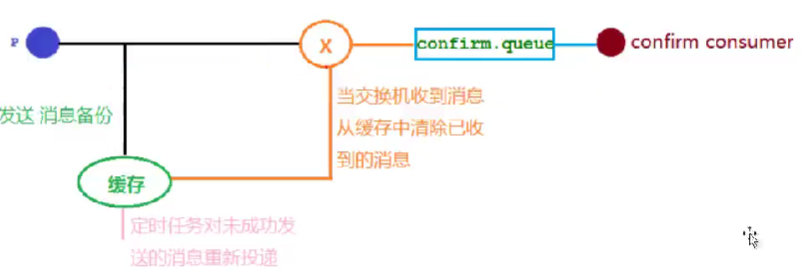 P
X
confirm.queue
confirm consumer
发送 消息备份
当交换机收到消息
从缓存中清除已收
到的消息
缓存
定时任务对未成功发
送的消息重新投递